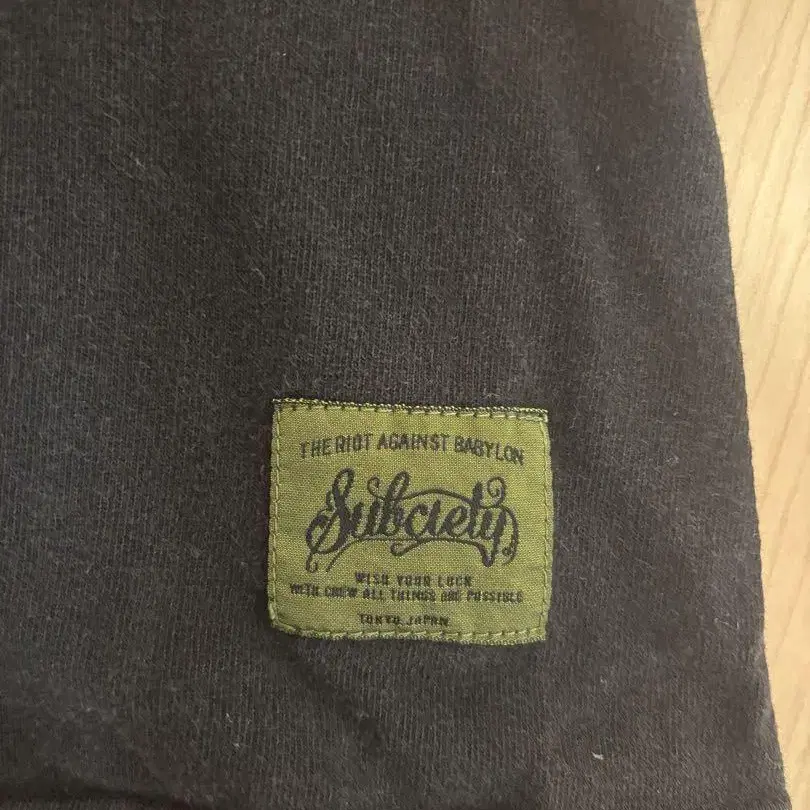 THE RIOT AGAINST BABYLON
Subciety
WISH YOUR LUCK
WITH CREW ALL THINGS ARE POSSIBLE
TOKYO. JAPAN